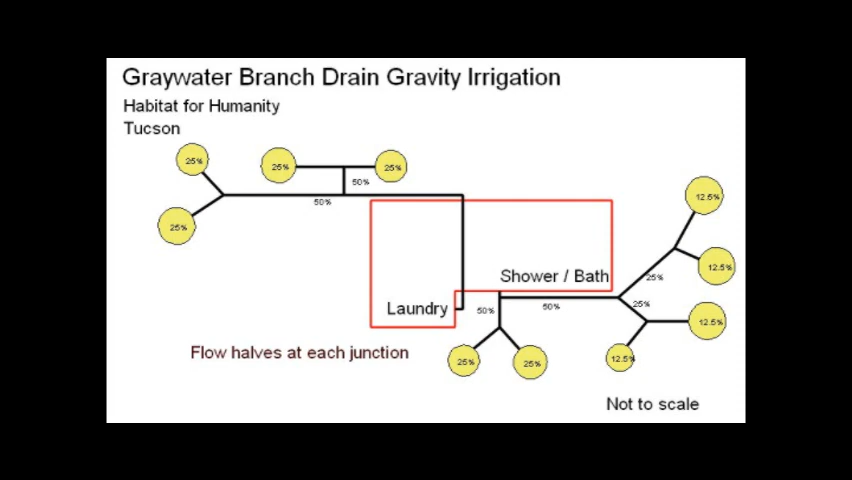 Graywater Branch Drain Gravity Irrigation
Habitat for Humanity
Tucson
25%
25%
25%
50%
50%
25%
12.5%
12.5%
Shower / Bath
25%
Laundry
50%
50%
25%
12.5%
Flow halves at each junction
25%
25%
12.5%
Not to scale